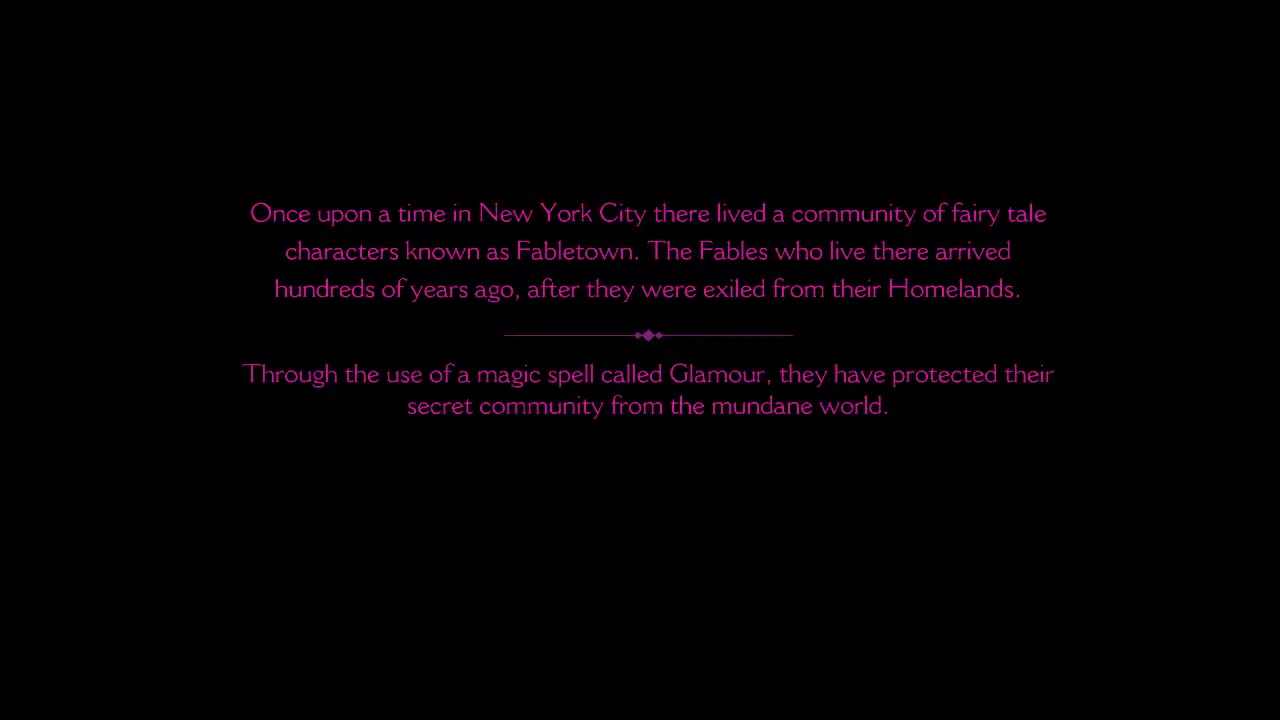 Once upon a time in New York City there lived a community of fairy tale
characters known as Fabletown. The Fables who live there arrived
hundreds of years ago, after they were exiled from their Homelands.
Through the use of a magic spell called Glamour, they have protected their
secret community from the mundane world.